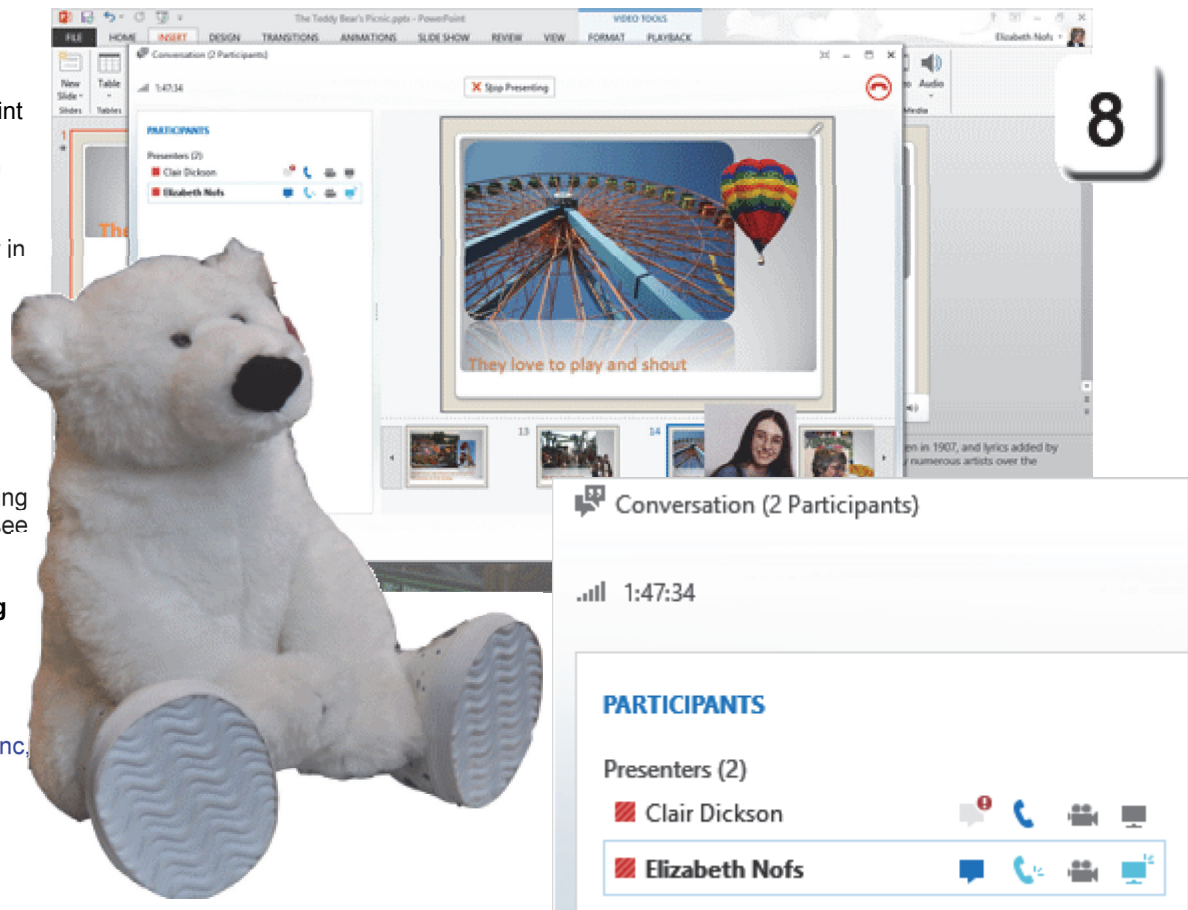 The Teddy Bear's Picnic.pptx - PowerPoint
VIDEO TOOLS
FILE HOME INSERT DESIGN TRANSITIONS ANIMATIONS SLIDE SHOW REVIEW VIEW FORMAT PLAYBACK
Elizabeth Nofs
New
Slide
Slides
Table
Tables
Audio
Media
8
Conversation (2 Participants)
1:47:34
Stop Presenting
PARTICIPANTS
Presenters (2)
Clair Dickson
Elizabeth Nofs
1
The
They love to play and shout
13
14
en in 1907, and lyrics added by
numerous artists over the
int
in
ing
see
g
nc,
Conversation (2 Participants)
1:47:34
PARTICIPANTS
Presenters (2)
Clair Dickson
Elizabeth Nofs